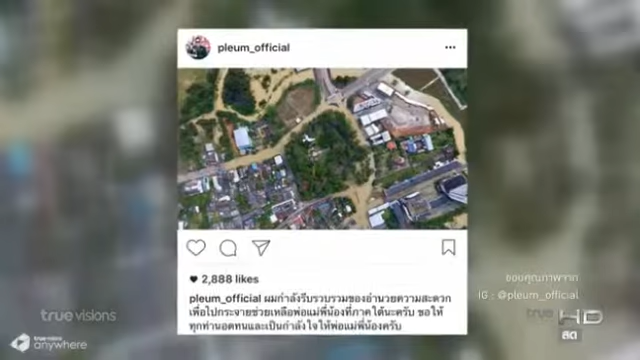 pleum_official
2,888 likes
pleum_official ผมกำลังรีบรวบรวมของอำนวยความสะดวก
เพื่อไปกระจายช่วยเหลือพ่อแม่พี่น้องที่ภาคใต้นะครับ ขอให้
ทุกท่านอดทนและเป็นกำลังใจให้พ่อแม่พี่น้องครับ
ขอบคุณภาพจาก
IG : @pleum_official
true visions
true HD
สด
true visions
anywhere